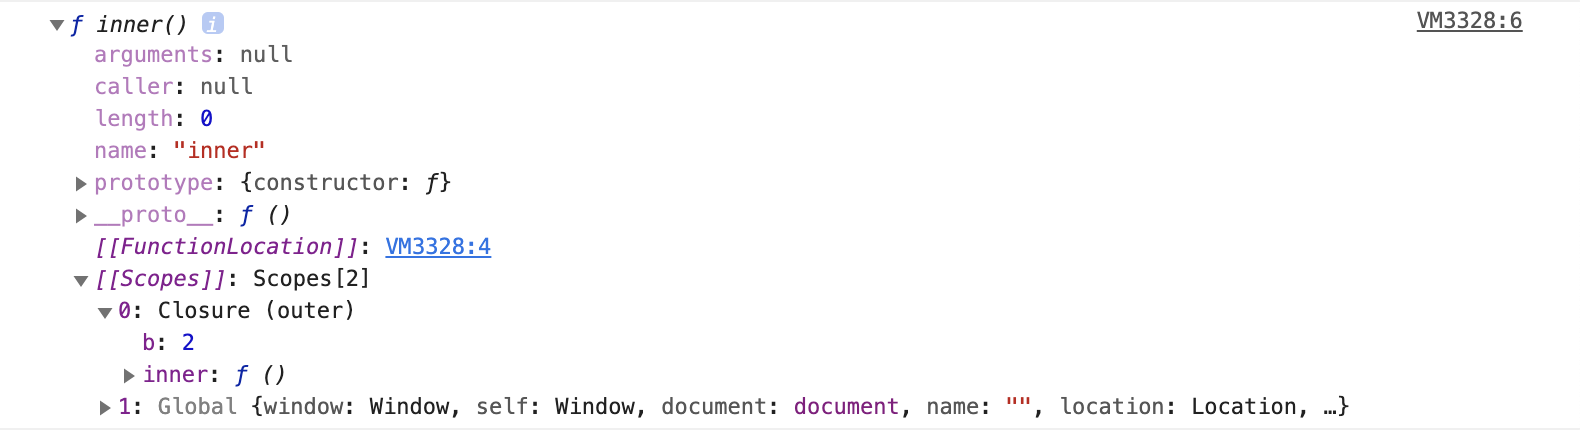 ▼ƒ inner() i VM3328:6
arguments: null
caller: null
length: 0
name: "inner"
▶prototype: {constructor: ƒ}
▶__proto__: ƒ ()
[[FunctionLocation]]: VM3328:4
▼[[Scopes]]: Scopes[2]
▼0: Closure (outer)
b: 2
▶inner: ƒ ()
▶1: Global {window: Window, self: Window, document: document, name: "", location: Location, …}